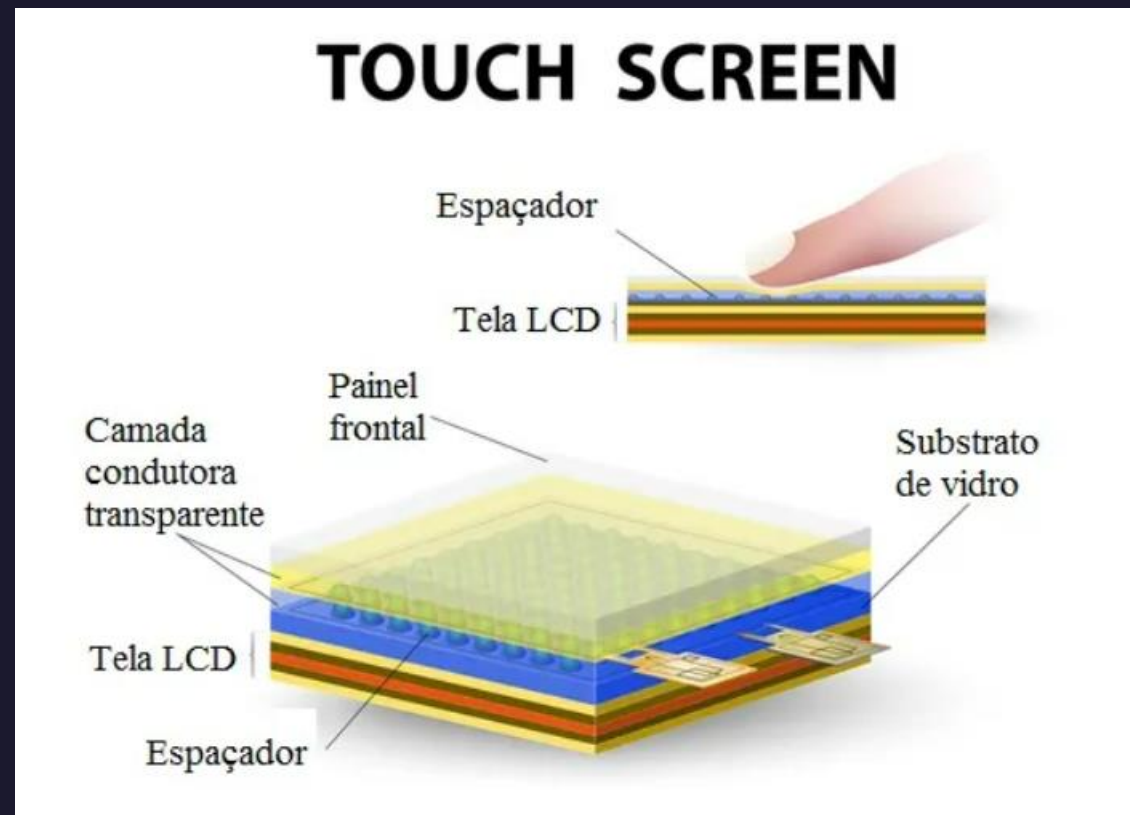 TOUCH SCREEN
Espaçador
Tela LCD
Painel
frontal
Camada
condutora
transparente
Substrato
de vidro
Tela LCD
Espaçador